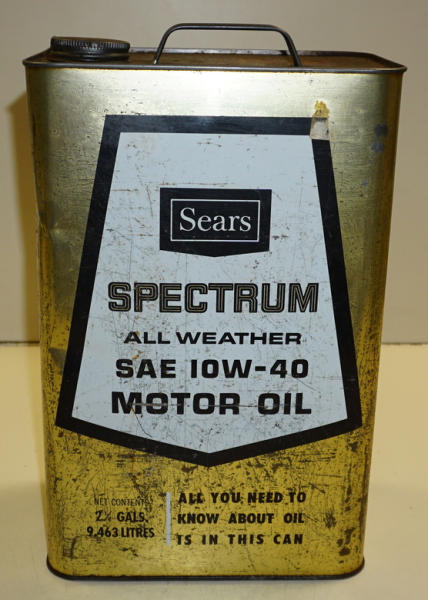 Sears
SPECTRUM
ALL WEATHER
SAE 10W-40
MOTOR OIL
NET CONTENTS
2½ GALS.
9.463 LITRES
ALL YOU NEED TO
KNOW ABOUT OIL
IS IN THIS CAN